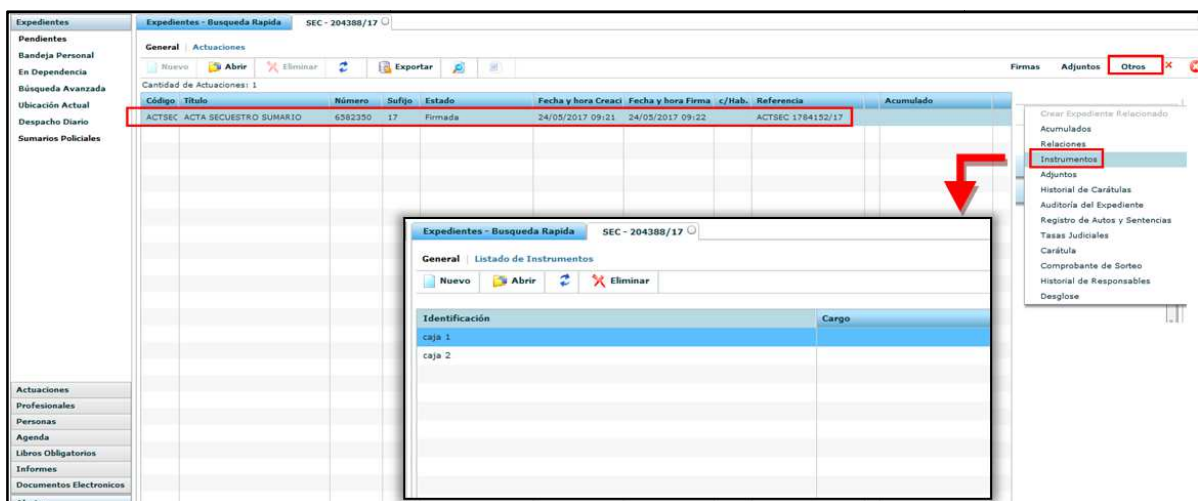 Expedientes
Pendientes
Bandeja Personal
En Dependencia
Búsqueda Avanzada
Ubicación Actual
Despacho Diario
Sumarios Policiales
Actuaciones
Profesionales
Personas
Agenda
Libros Obligatorios
Informes
Documentos Electronicos
Expedientes - Busqueda Rapida SEC - 204388/17
General | Actuaciones
Nuevo Abrir Eliminar Exportar Firmas Adjuntos Otros
Cantidad de Actuaciones: 1
Código Título Número Sufijo Estado Fecha y hora Creaci Fecha y hora Firma c/Hab. Referencia Acumulado
ACTSEC ACTA SECUESTRO SUMARIO 6582350 17 Firmada 24/05/2017 09:21 24/05/2017 09:22 ACTSEC 1784152/17
Crear Expediente Relacionado
Acumulados
Relaciones
Instrumentos
Adjuntos
Historial de Carátulas
Auditoría del Expediente
Registro de Autos y Sentencias
Tasas Judiciales
Carátula
Comprobante de Sorteo
Historial de Responsables
Desglose
Expedientes - Busqueda Rapida SEC - 204388/17
General | Listado de Instrumentos
Nuevo Abrir Eliminar
Identificación Cargo
caja 1
caja 2